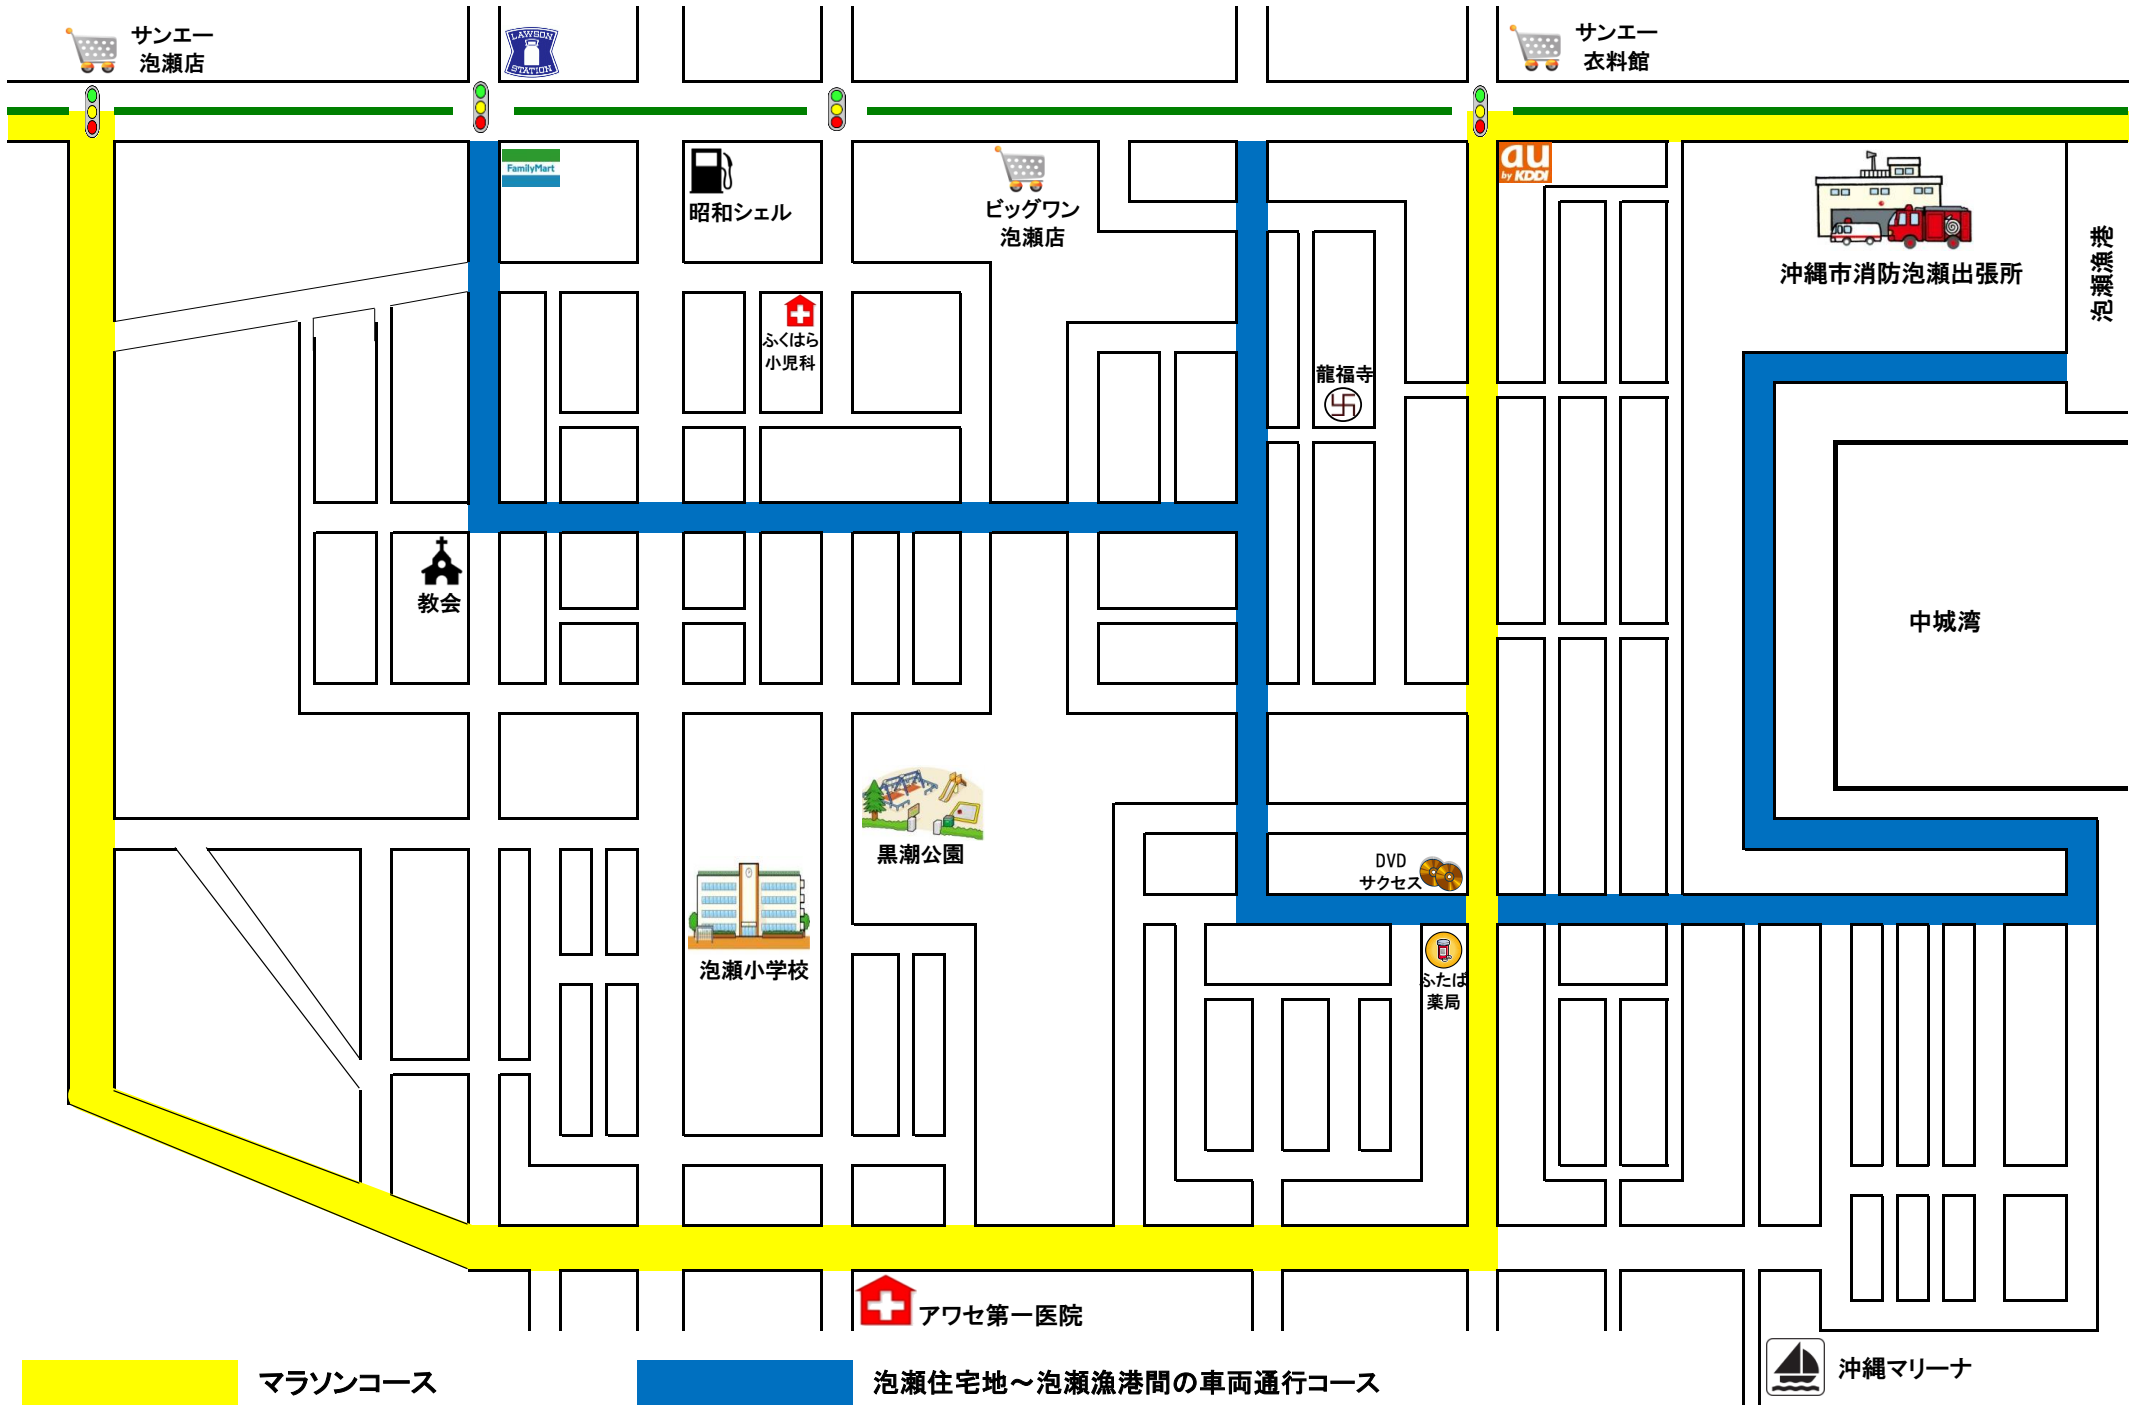 サンエー
泡瀬店
LAWSON
STATION
サンエー
衣料館
FamilyMart
昭和シェル
ビッグワン
泡瀬店
au
by KDDI
沖縄市消防泡瀬出張所
泡瀬漁港
ふくはら
小児科
龍福寺
教会
中城湾
黒潮公園
DVD
サクセス
泡瀬小学校
ふたば
薬局
アワセ第一医院
沖縄マリーナ
マラソンコース
泡瀬住宅地～泡瀬漁港間の車両通行コース